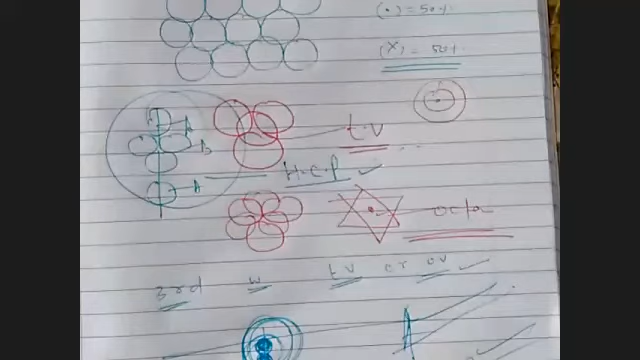 (•) = 50%
(X) = 50%
A
A
B
t.v
H.C.P
A
octa
3rd w tv or ov